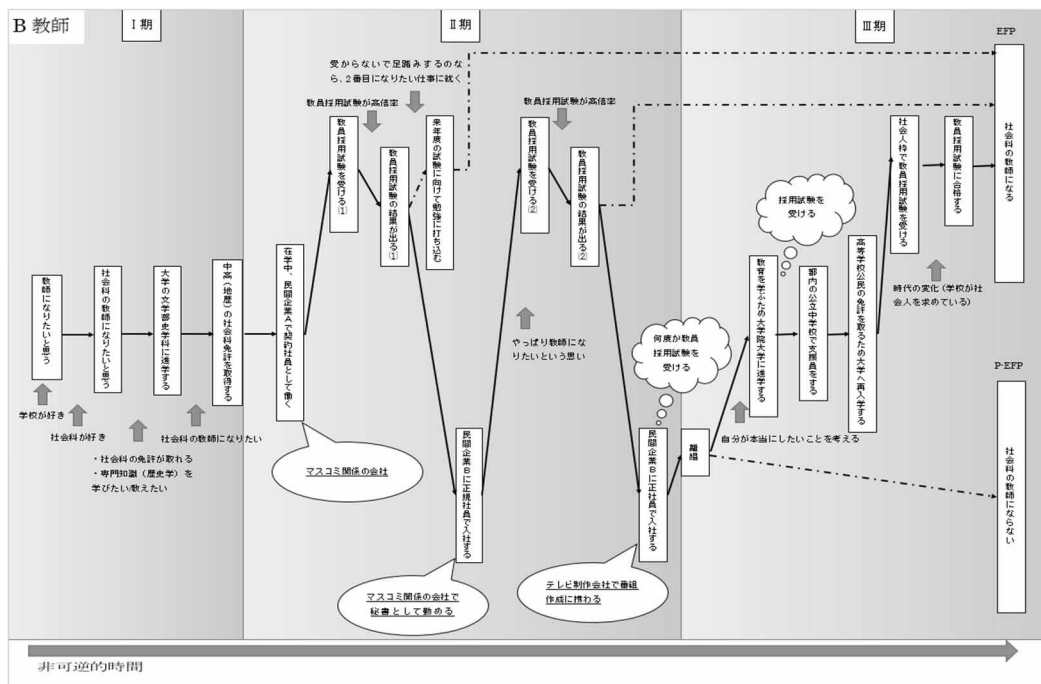 B 教師
Ⅰ期
Ⅱ期
Ⅲ期
EFP
P-EFP
教師になりたいと思う
社会科の教師になりたいと思う
大学の文学部史学科に進学する
中高（地歴）の社会科免許を取得する
学校が好き
社会科が好き
・社会科の免許が取れる
・専門知識（歴史学）を
学びたい/教えたい
社会科の教師になりたい
在学中、民間企業Aで契約社員として働く
マスコミ関係の会社
教員採用試験が高倍率
教員採用試験を受ける①
教員採用試験の結果が出る①
受からないで足踏みするのな
ら、2番目になりたい仕事に就く
来年度の試験に向けて勉強に打ち込む
民間企業Bに正規社員で入社する
マスコミ関係の会社で
秘書として勤める
やっぱり教師にな
りたいという思い
教員採用試験を受ける②
教員採用試験が高倍率
教員採用試験の結果が出る②
民間企業Bに正社員で入社する
テレビ制作会社で番組
作成に携わる
何度か教員
採用試験を
受ける
離婚
自分が本当にしたいことを考える
教育を学ぶため大学院大学に進学する
採用試験を
受ける
都内の公立中学校で支援員をする
高等学校公民の免許を取るため大学へ再入学する
社会人枠で教員採用試験を受ける
時代の変化（学校が社
会人を求めている）
教員採用試験に合格する
社会科の教師になる
社会科の教師にならない
非可逆的時間